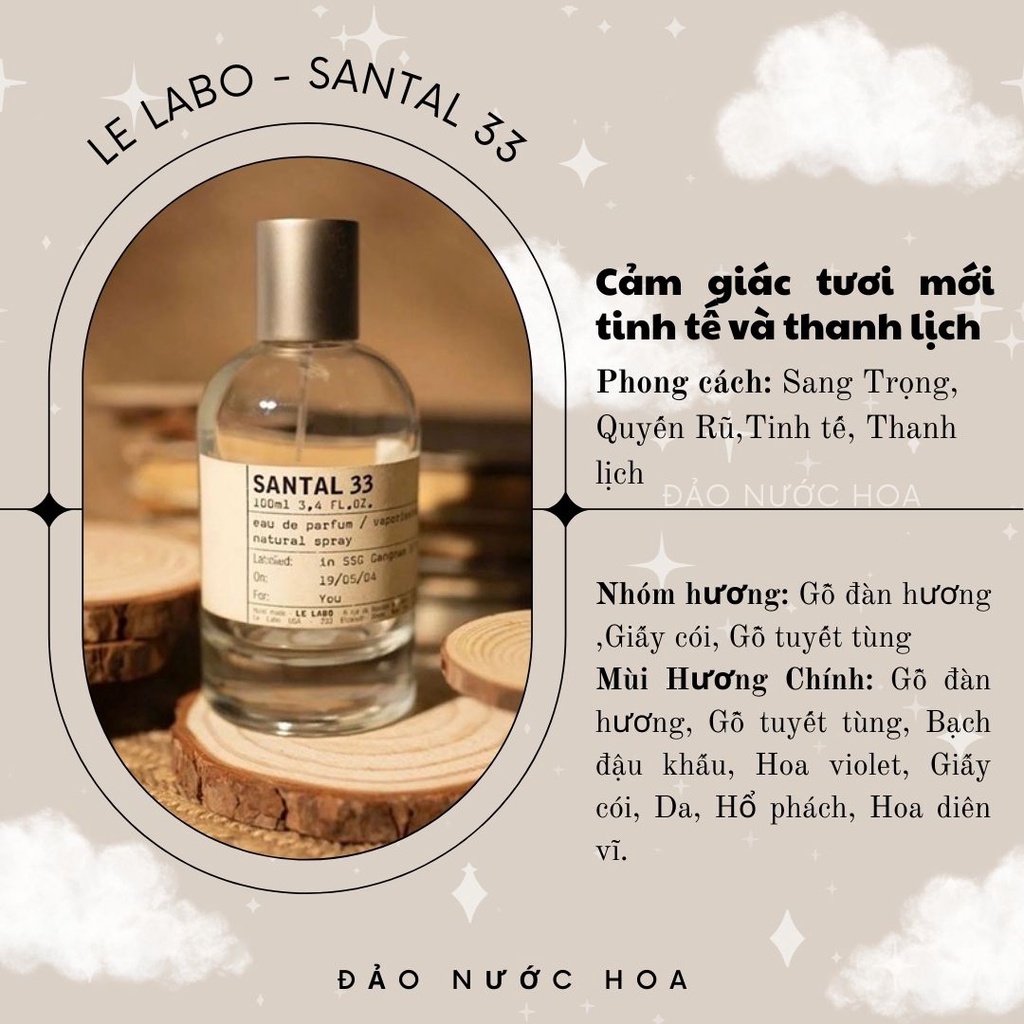 LE LABO - SANTAL 33
SANTAL 33
100ml 3,4 FL.OZ.
eau de parfum /
natural spray
in SSG Gangnam
On: 19/05/04
For: You
LE LABO
Cảm giác tươi mới
tinh tế và thanh lịch
Phong cách: Sang Trọng,
Quyến Rũ,Tinh tế, Thanh
lịch
ĐẢO NƯỚC HOA
Nhóm hương: Gỗ đàn hương
,Giấy cói, Gỗ tuyết tùng
Mùi Hương Chính: Gỗ đàn
hương, Gỗ tuyết tùng, Bạch
đậu khấu, Hoa violet, Giấy
cói, Da, Hổ phách, Hoa diên
vĩ.
ĐẢO NƯỚC HOA